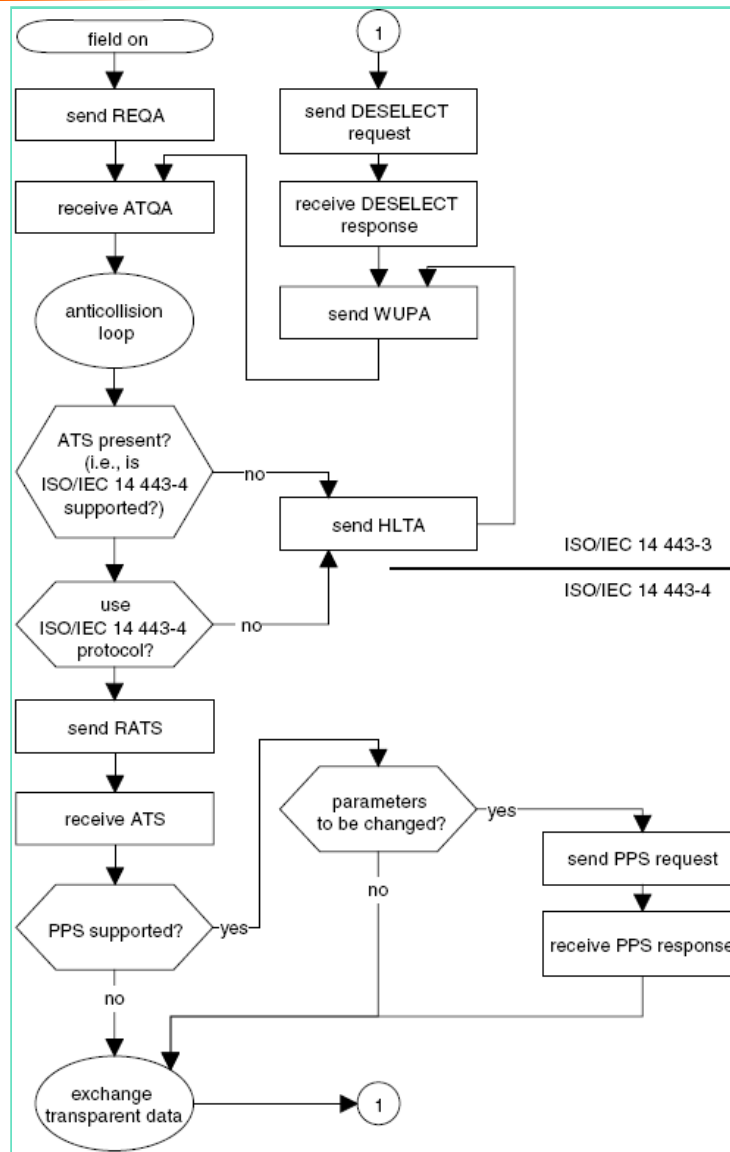 field on
send REQA
receive ATQA
anticollision
loop
ATS present?
(i.e., is
ISO/IEC 14 443-4
supported?)
no
use
ISO/IEC 14 443-4
protocol?
no
send RATS
receive ATS
PPS supported?
yes
no
exchange
transparent data
1
1
send DESELECT
request
receive DESELECT
response
send WUPA
send HLTA
ISO/IEC 14 443-3
ISO/IEC 14 443-4
parameters
to be changed?
yes
no
send PPS request
receive PPS response